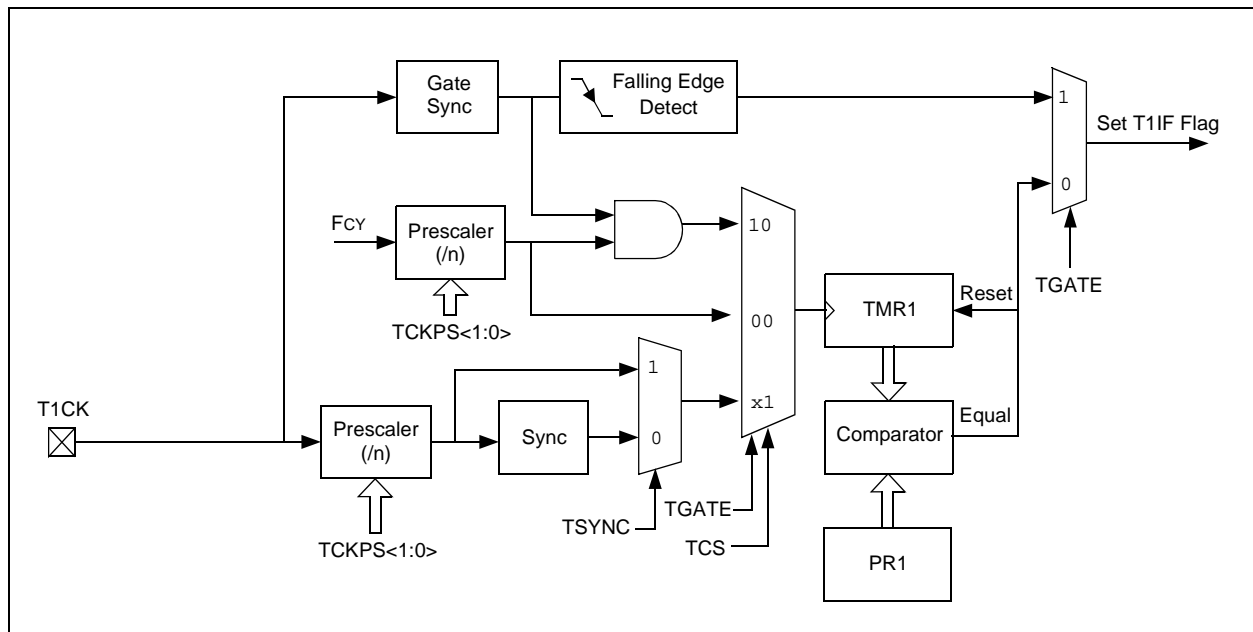 Gate
Sync
Falling Edge
Detect
1
Set T1IF Flag
0
TGATE
FCY
Prescaler
(/n)
TCKPS<1:0>
10
00
x1
TMR1
Reset
T1CK
Prescaler
(/n)
TCKPS<1:0>
Sync
1
0
TSYNC
TGATE
TCS
Comparator
Equal
PR1